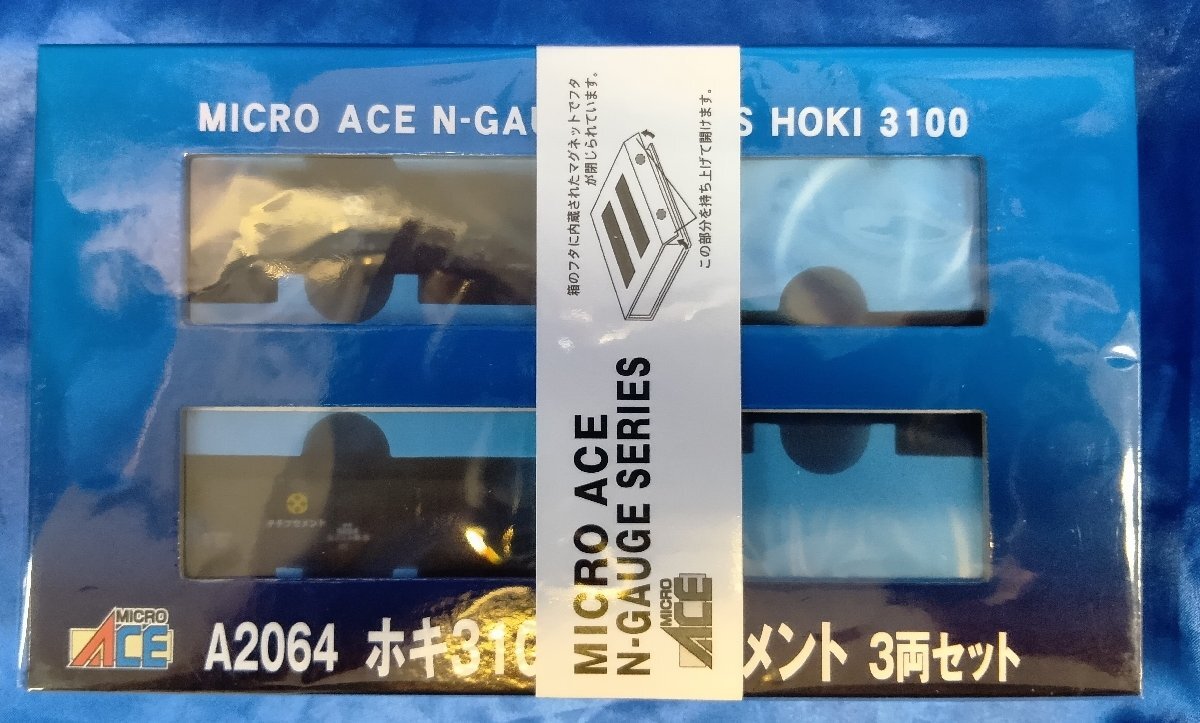 MICRO ACE N-GAU S HOKI 3100
箱のフタに内蔵されたマグネットでフタ
が閉じられています。
この部分を持ち上げて開けます。
MICRO ACE
N-GAUGE SERIES
MICRO
ACE
チチブセメント
MICRO
ACE
A2064 ホキ310 メント 3両セット